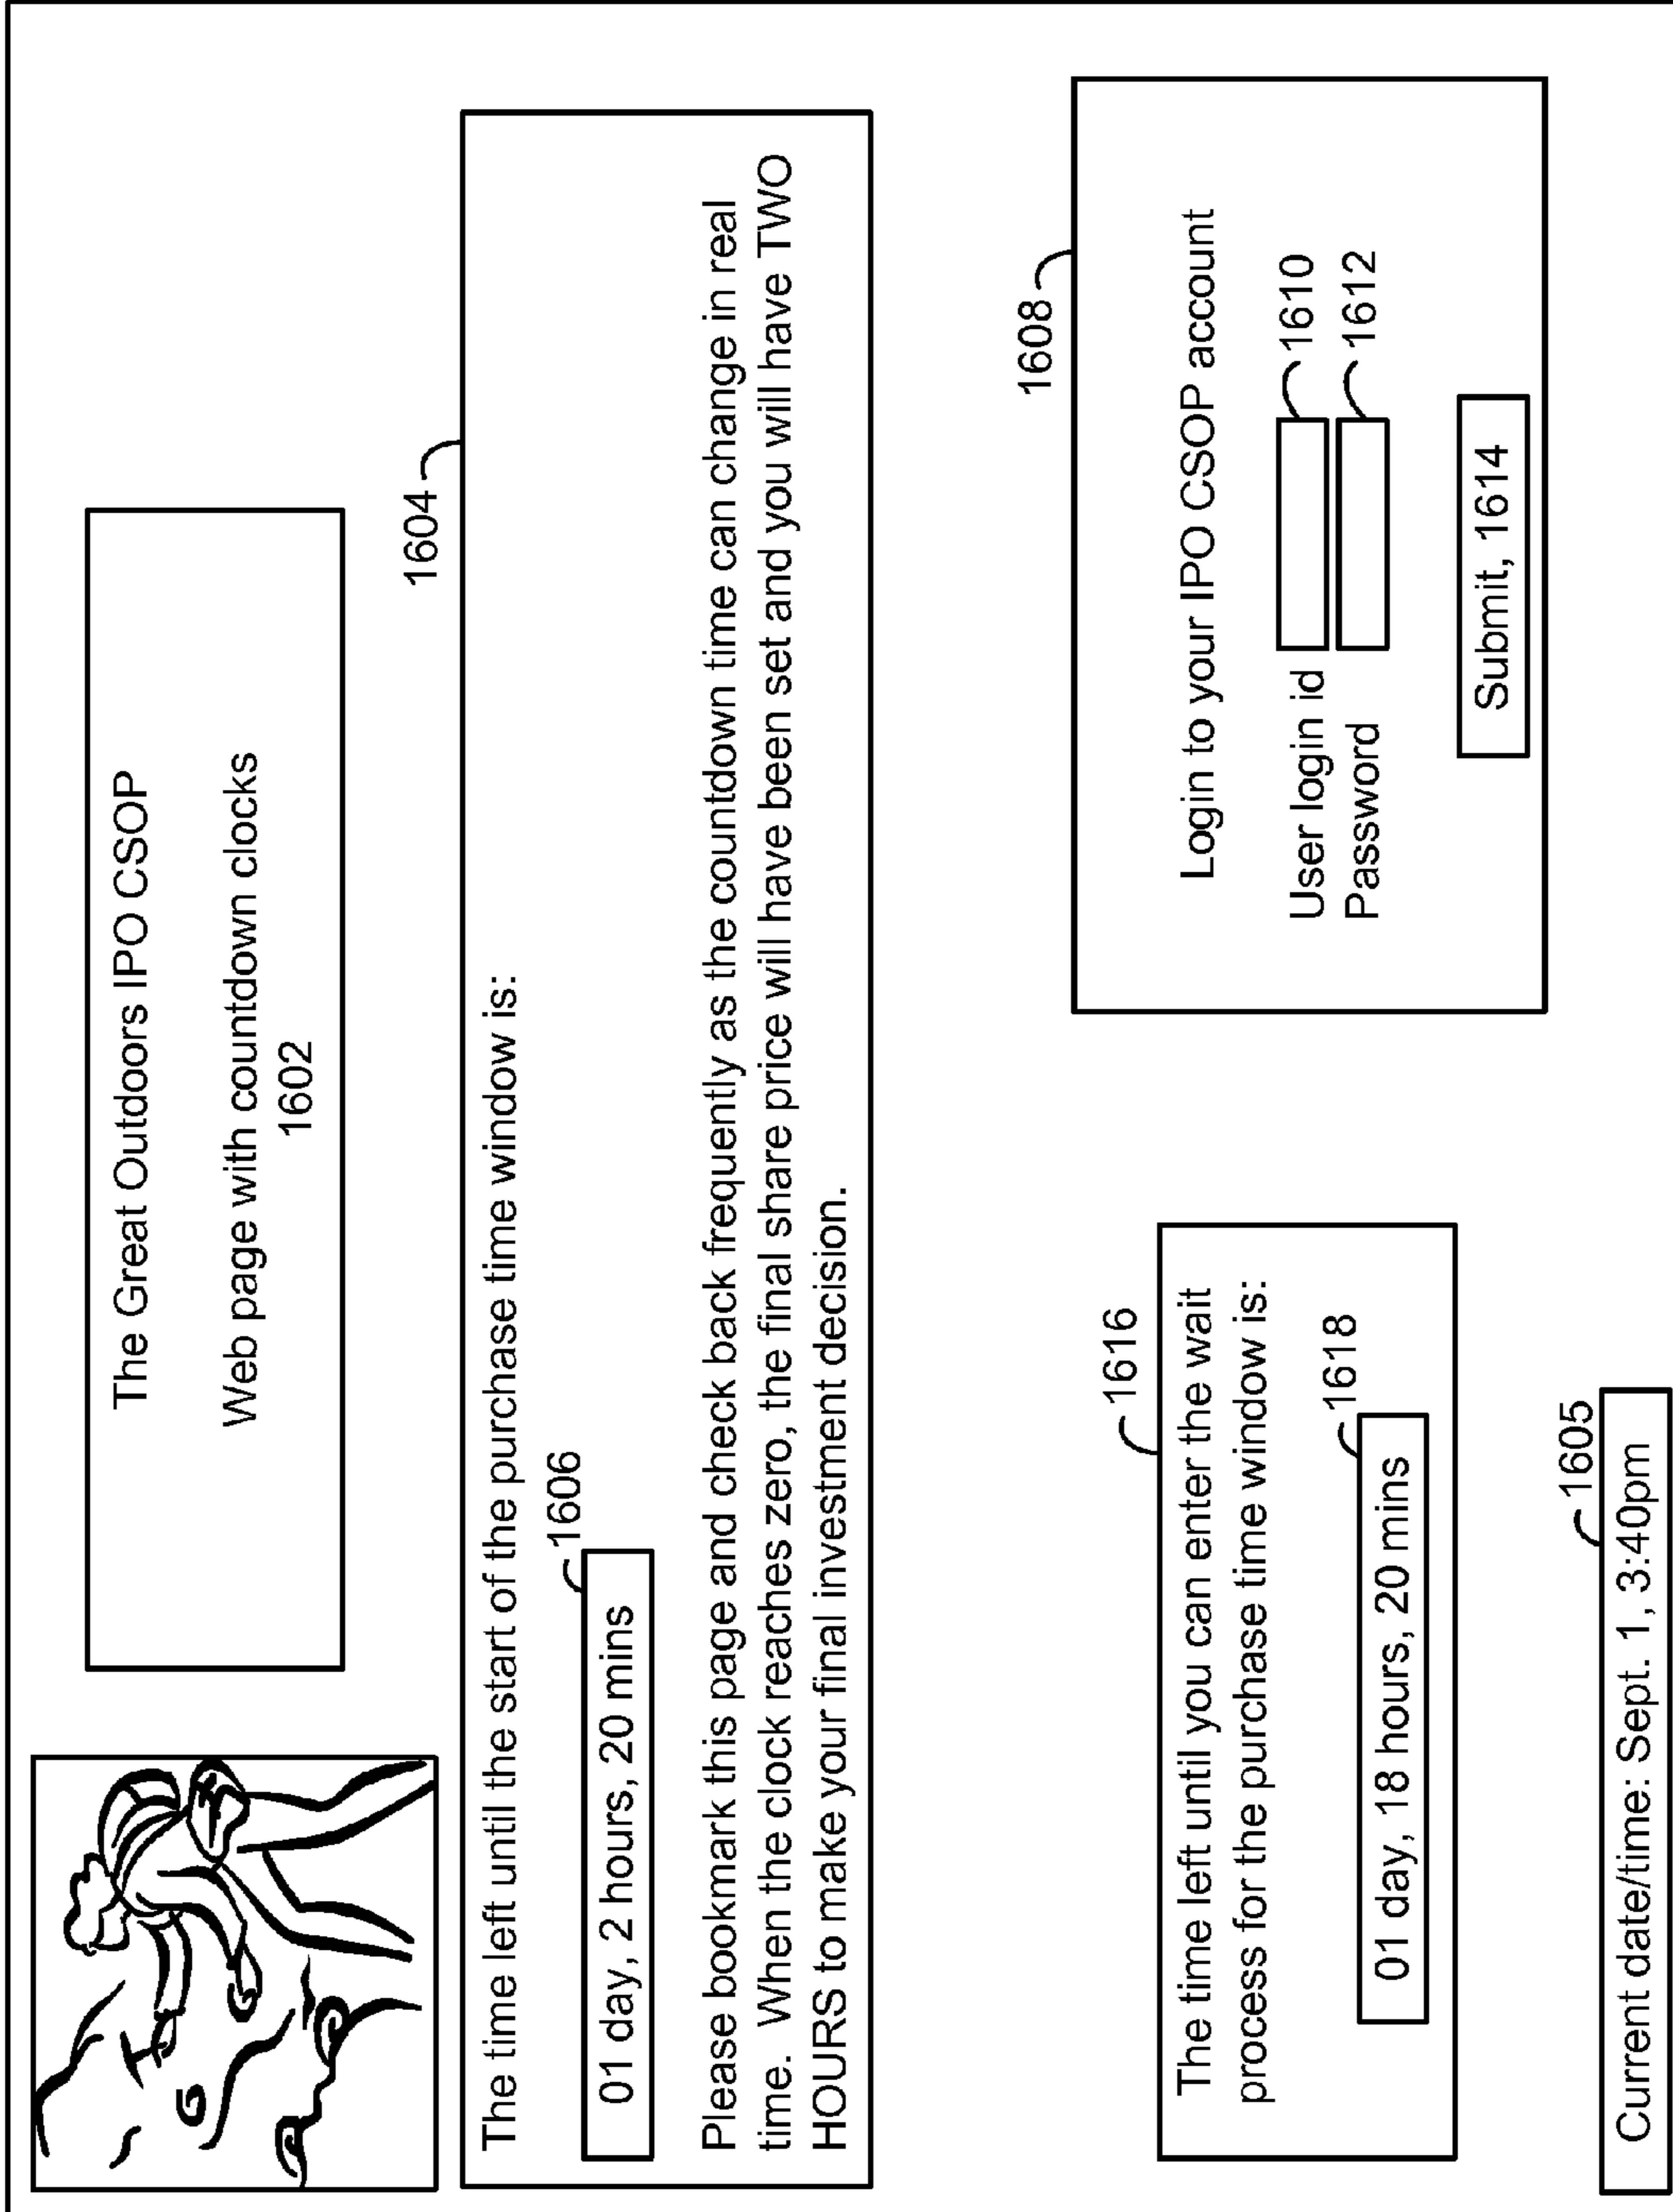 The Great Outdoors IPO CSOP
Web page with countdown clocks
1602
1604
The time left until the start of the purchase time window is:
1606
01 day, 2 hours, 20 mins
Please bookmark this page and check back frequently as the countdown time can change in real
time.  When the clock reaches zero, the final share price will have been set and you will have TWO
HOURS to make your final investment decision.
1616
The time left until you can enter the wait
process for the purchase time window is:
1618
01 day, 18 hours, 20 mins
1605
Current date/time: Sept. 1, 3:40pm
1608
Login to your IPO CSOP account
User login id 1610
Password 1612
Submit, 1614